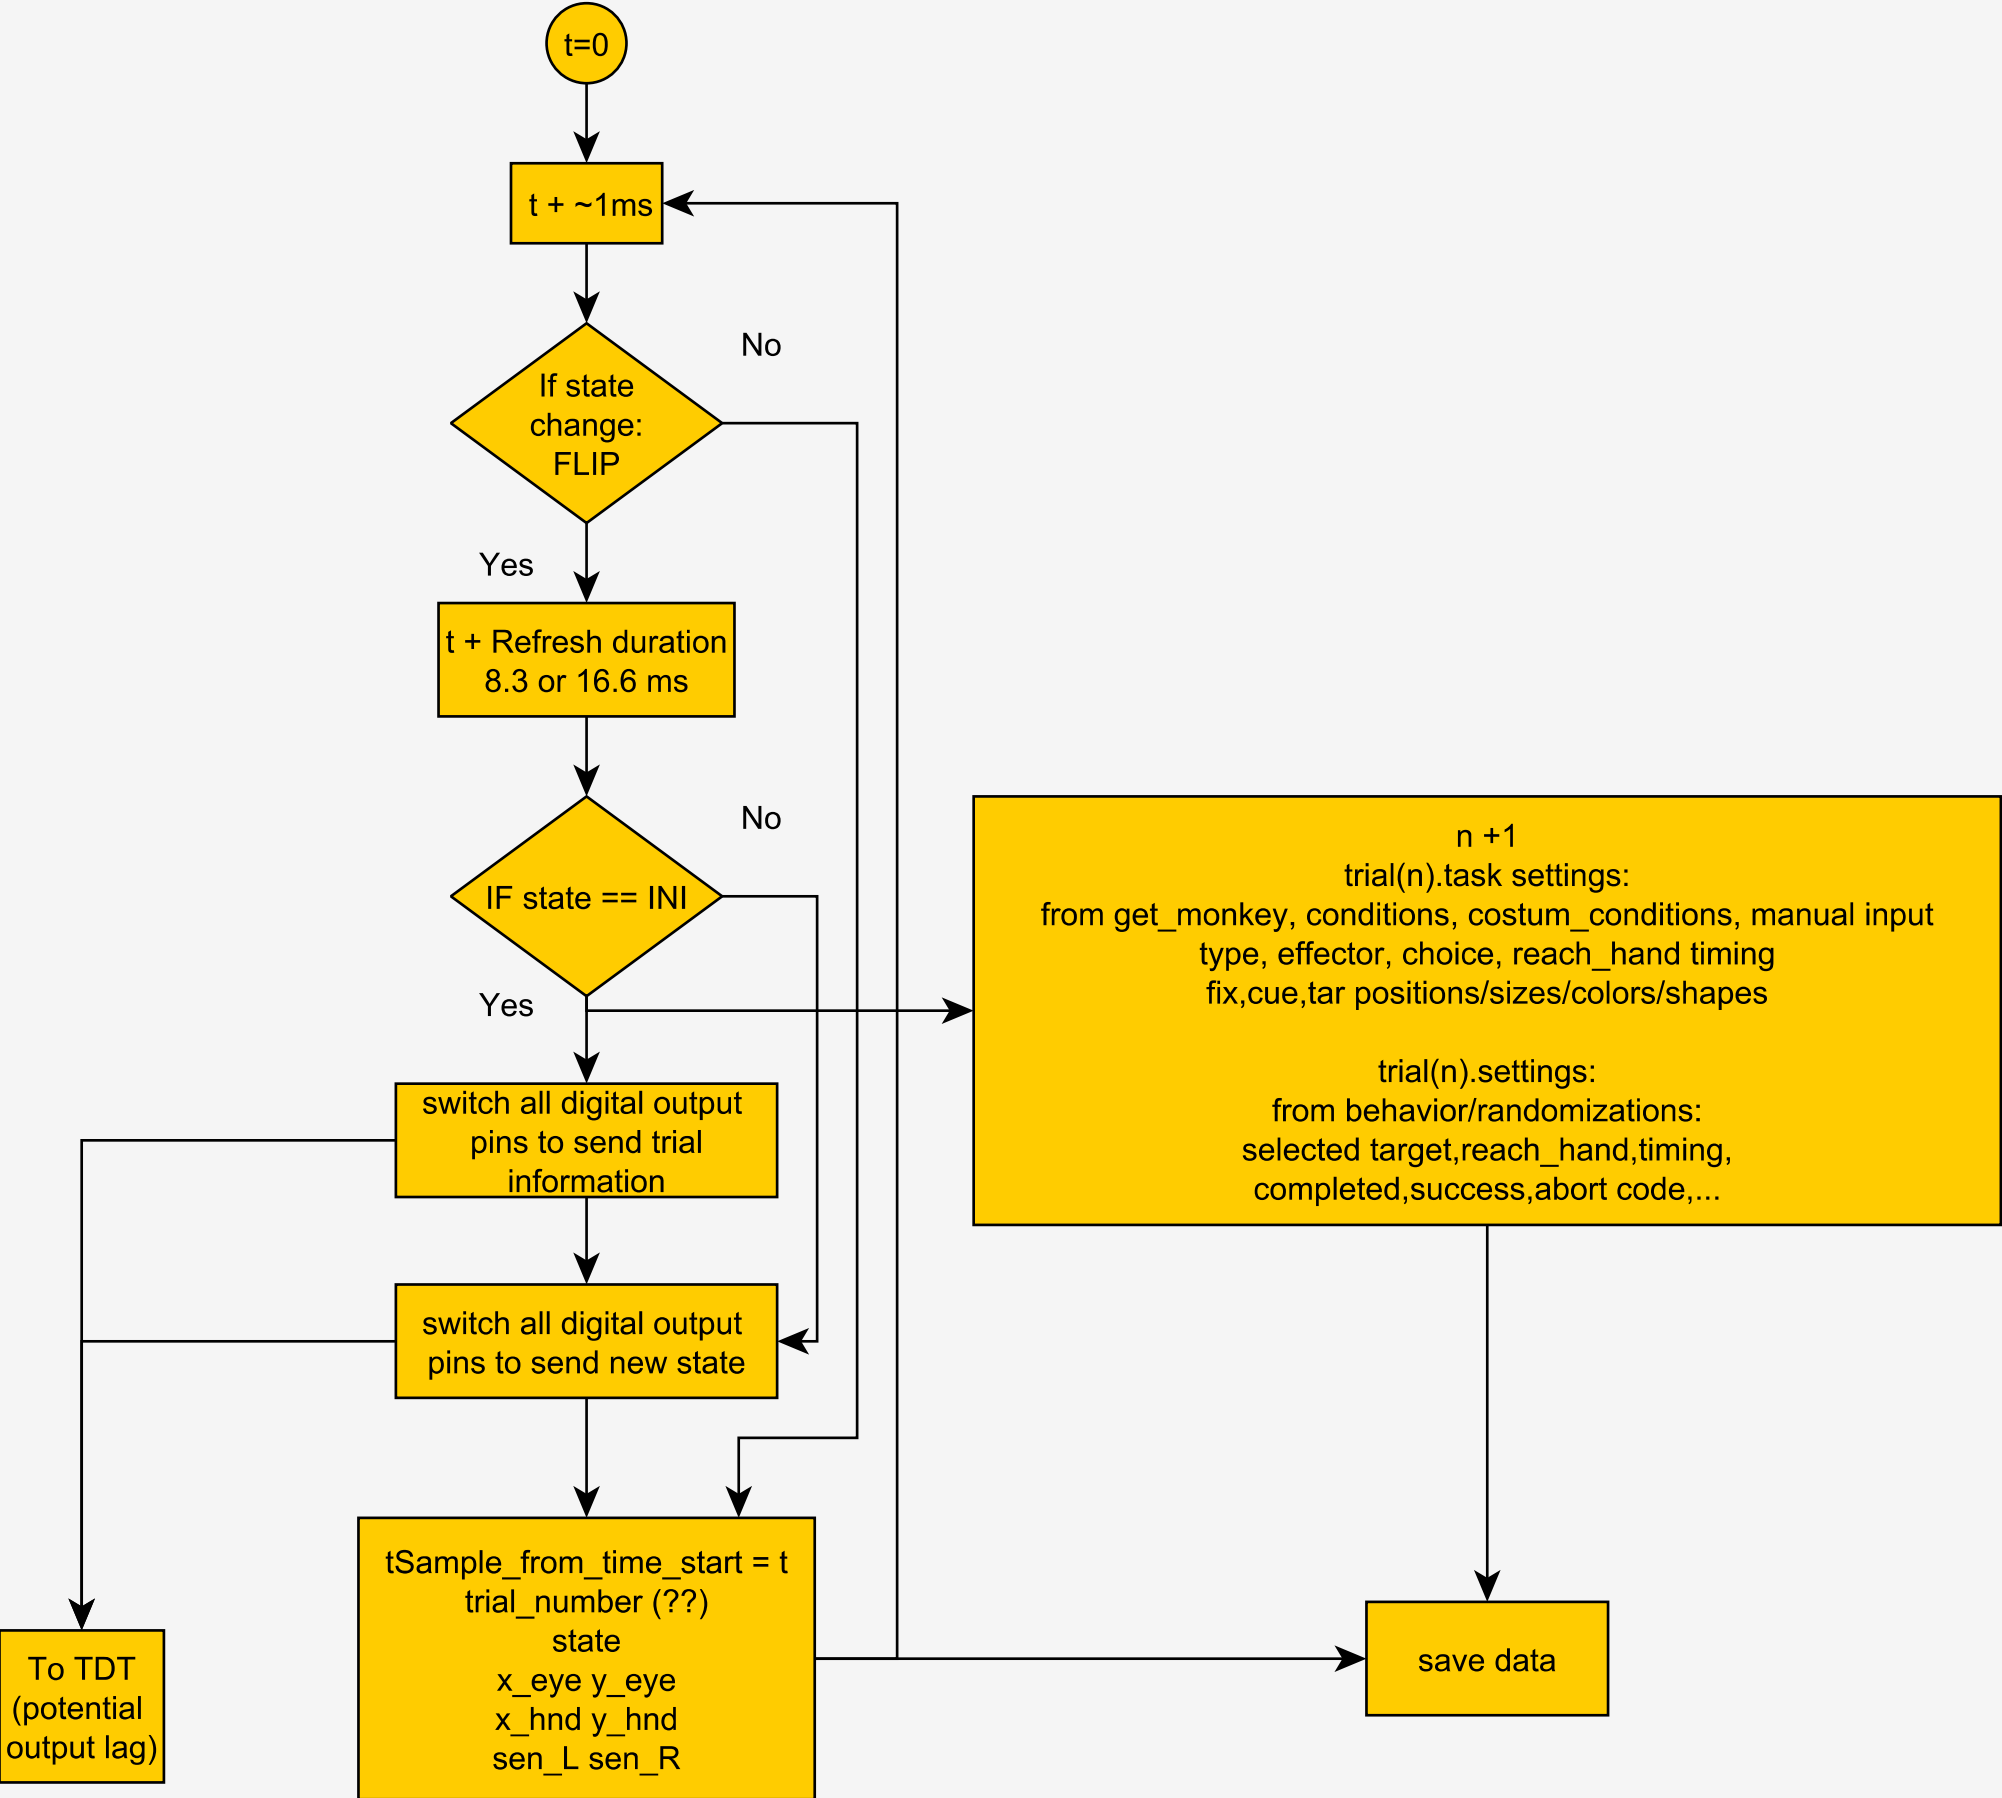 t=0
t + ~1ms
No
If state
change:
FLIP
Yes
t + Refresh duration
8.3 or 16.6 ms
No
IF state == INI
Yes
n +1
trial(n).task settings:
from get_monkey, conditions, costum_conditions, manual input
type, effector, choice, reach_hand timing
fix,cue,tar positions/sizes/colors/shapes
trial(n).settings:
from behavior/randomizations:
selected target,reach_hand,timing,
completed,success,abort code,...
switch all digital output
pins to send trial
information
switch all digital output
pins to send new state
tSample_from_time_start = t
trial_number (??)
state
x_eye y_eye
x_hnd y_hnd
sen_L sen_R
To TDT
(potential
output lag)
save data